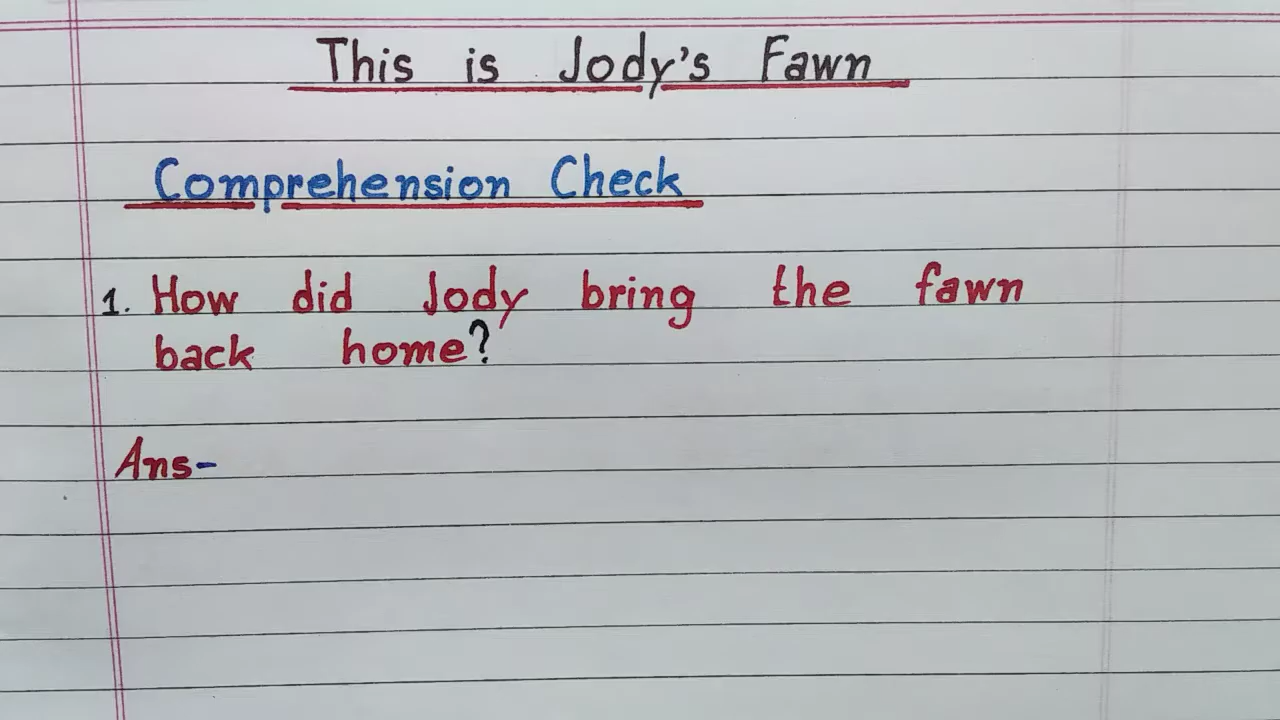 This is Jody's Fawn
Comprehension Check
1. How did Jody bring the fawn
back home?
Ans-